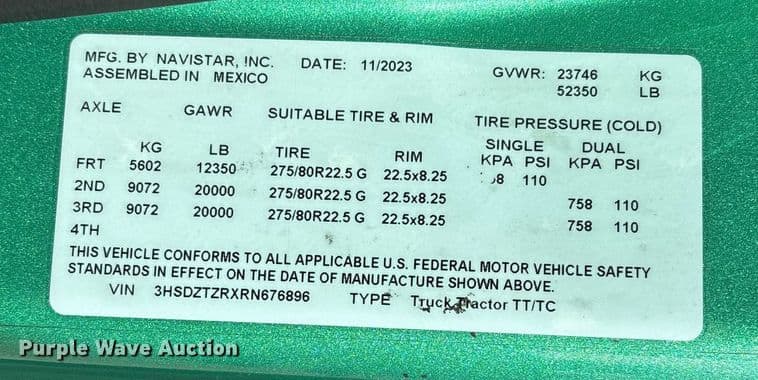 MFG. BY NAVISTAR, INC. DATE: 11/2023 GVWR: 23746 KG
ASSEMBLED IN MEXICO 52350 LB
AXLE GAWR SUITABLE TIRE & RIM TIRE PRESSURE (COLD)
SINGLE DUAL
KG LB TIRE RIM KPA PSI KPA PSI
FRT 5602 12350 275/80R22.5 G 22.5x8.25 110
2ND 9072 20000 275/80R22.5 G 22.5x8.25 758 110
3RD 9072 20000 275/80R22.5 G 22.5x8.25 758 110
4TH
THIS VEHICLE CONFORMS TO ALL APPLICABLE U.S. FEDERAL MOTOR VEHICLE SAFETY
STANDARDS IN EFFECT ON THE DATE OF MANUFACTURE SHOWN ABOVE.
VIN 3HSDZTZRXRN676896 TYPE Truck Tractor TT/TC
Purple Wave Auction